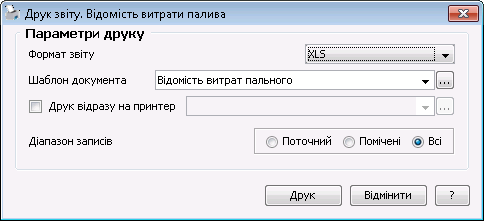 Друк звіту. Відомість витрати палива
Параметри друку
Формат звіту XLS
Шаблон документа Відомість витрат пального ...
Друк відразу на принтер ...
Діапазон записів Поточний Помічені Всі
Друк Відмінити ?